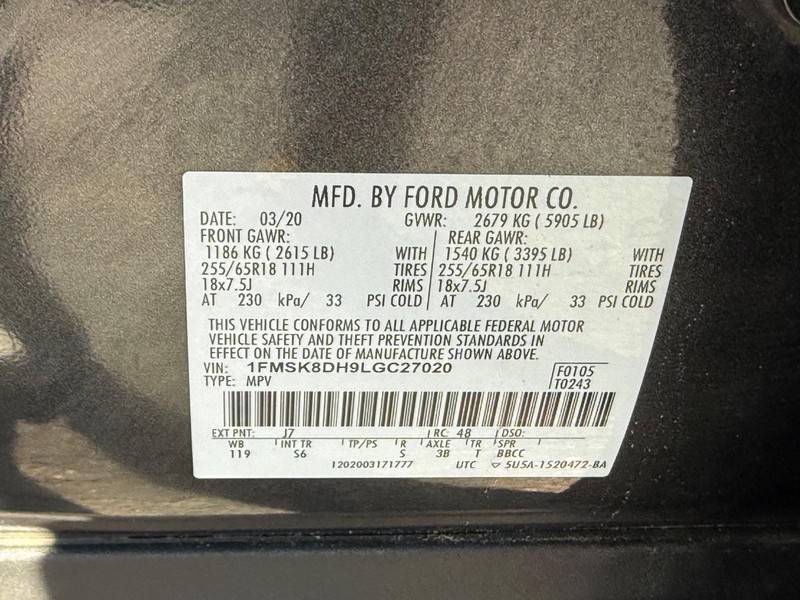 MFD. BY FORD MOTOR CO.
DATE: 03/20 GVWR: 2679 KG ( 5905 LB)
FRONT GAWR: REAR GAWR:
1186 KG ( 2615 LB) WITH 1540 KG ( 3395 LB) WITH
255/65R18 111H TIRES 255/65R18 111H TIRES
18x7.5J RIMS 18x7.5J RIMS
AT 230 kPa/ 33 PSI COLD AT 230 kPa/ 33 PSI COLD
THIS VEHICLE CONFORMS TO ALL APPLICABLE FEDERAL MOTOR
VEHICLE SAFETY AND THEFT PREVENTION STANDARDS IN
EFFECT ON THE DATE OF MANUFACTURE SHOWN ABOVE.
VIN: 1FMSK8DH9LGC27020 F0105
TYPE: MPV T0243
EXT PNT: J7 RC: 48 DSO:
WB INT TR TP/PS R AXLE TR SPR
119 S6 S 3B T BBCC
1202003171777 UTC ▽ 5U5A-1520472-BA